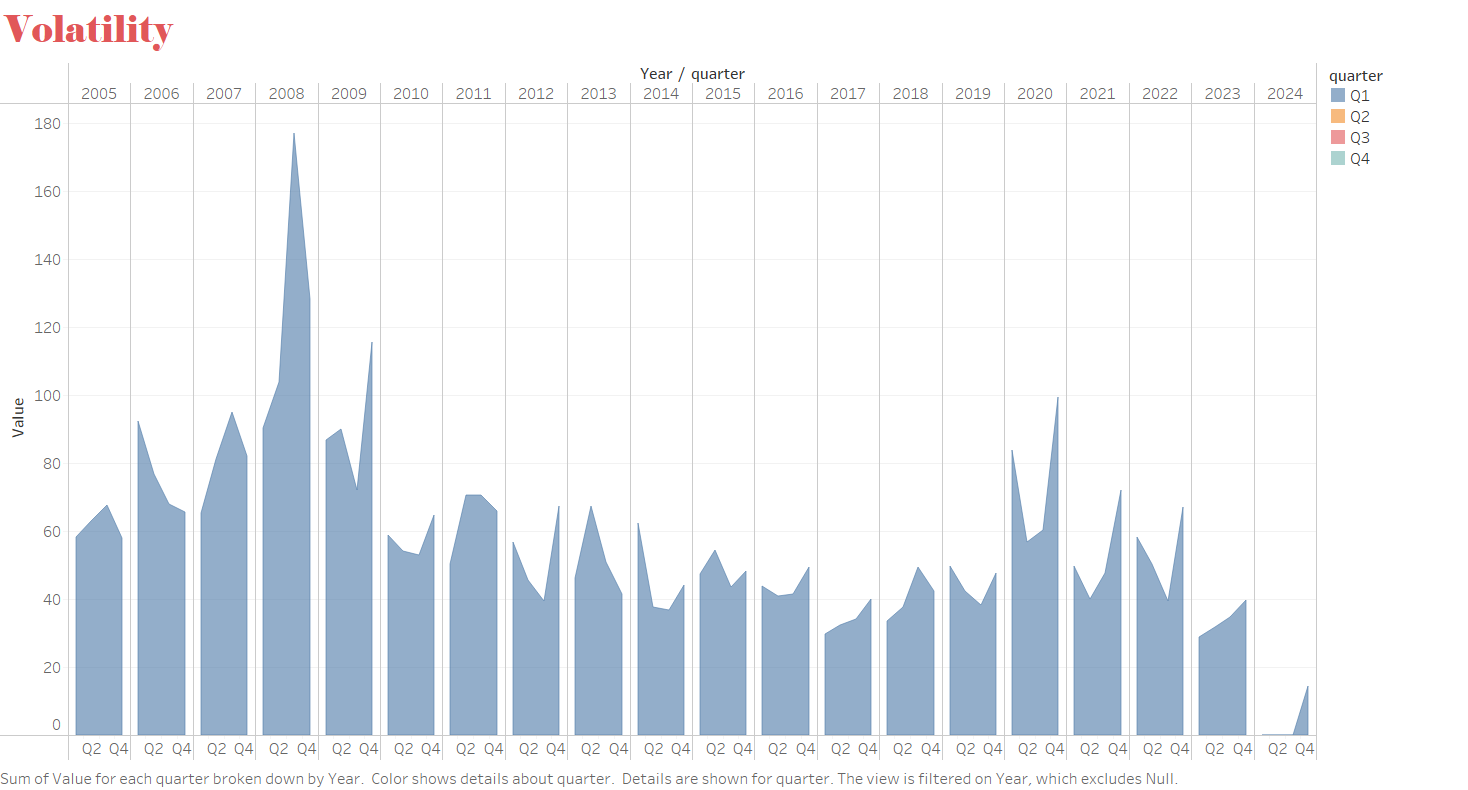 Volatility
Year / quarter
quarter
2005 2006 2007 2008 2009 2010 2011 2012 2013 2014 2015 2016 2017 2018 2019 2020 2021 2022 2023 2024
Q1
Q2
Q3
Q4
180
160
140
120
100
80
60
40
20
0
Value
Q2 Q4 Q2 Q4 Q2 Q4 Q2 Q4 Q2 Q4 Q2 Q4 Q2 Q4 Q2 Q4 Q2 Q4 Q2 Q4 Q2 Q4 Q2 Q4 Q2 Q4 Q2 Q4 Q2 Q4 Q2 Q4 Q2 Q4 Q2 Q4 Q2 Q4 Q2 Q4
Sum of Value for each quarter broken down by Year. Color shows details about quarter. Details are shown for quarter. The view is filtered on Year, which excludes Null.